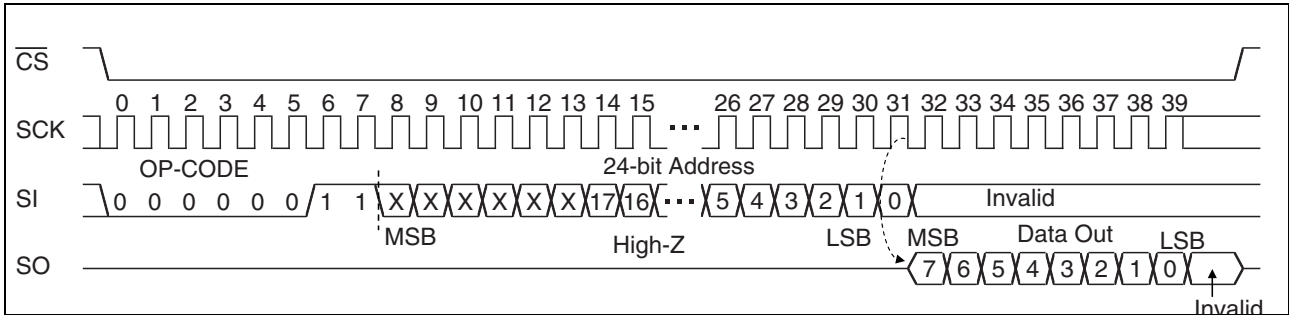 CS
0 1 2 3 4 5 6 7 8 9 10 11 12 13 14 15 26 27 28 29 30 31 32 33 34 35 36 37 38 39
SCK ...
OP-CODE 24-bit Address
SI 0 0 0 0 0 0 1 1 X X X X X X 17 16 ... 5 4 3 2 1 0 Invalid
MSB High-Z LSB MSB Data Out LSB
SO 7 6 5 4 3 2 1 0
Invalid